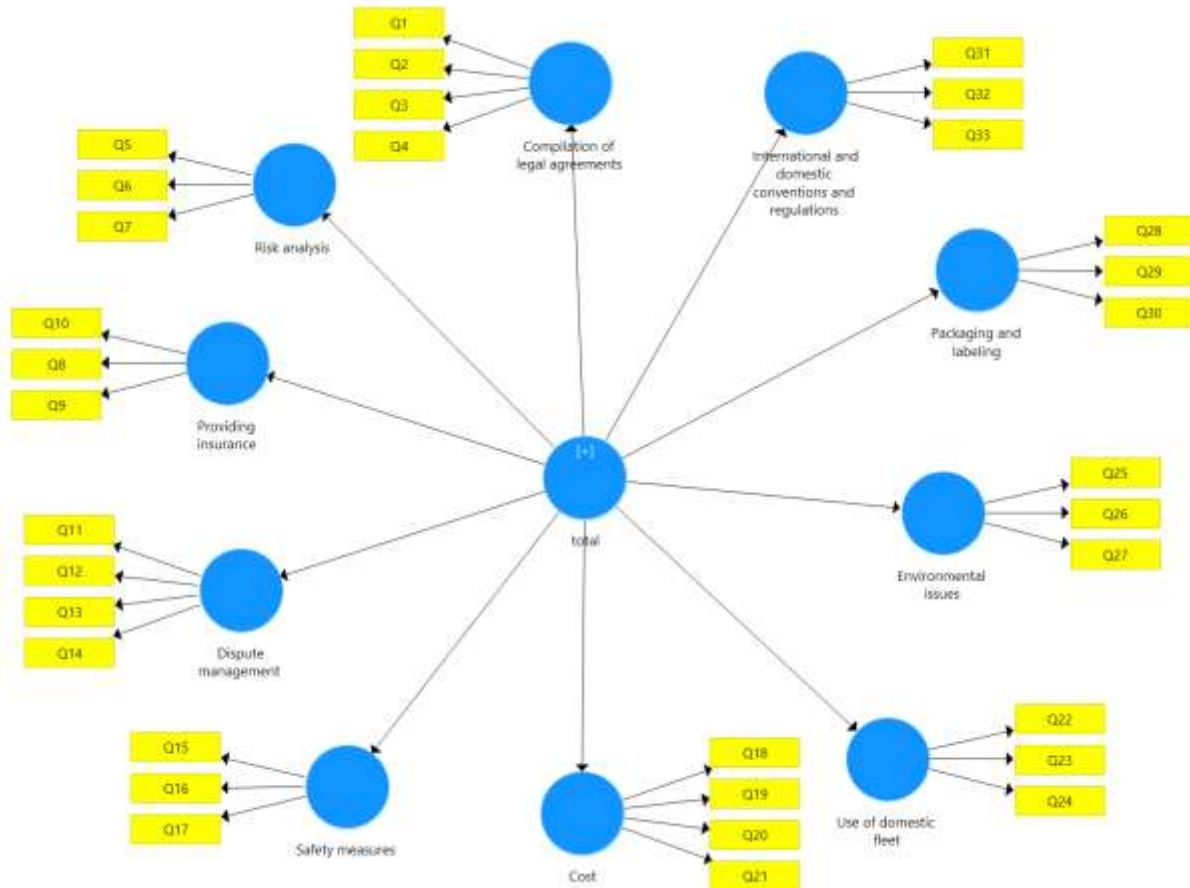 Q1
Q2
Q3
Q4
Compilation of
legal agreements
Q31
Q32
Q33
International and
domestic
conventions and
regulations
Q5
Q6
Q7
Risk analysis
Q28
Q29
Q30
Packaging and
labeling
Q10
Q8
Q9
Providing
insurance
[+]
total
Q25
Q26
Q27
Environmental
issues
Q11
Q12
Q13
Q14
Dispute
management
Q15
Q16
Q17
Safety measures
Q18
Q19
Q20
Q21
Cost
Q22
Q23
Q24
Use of domestic
fleet